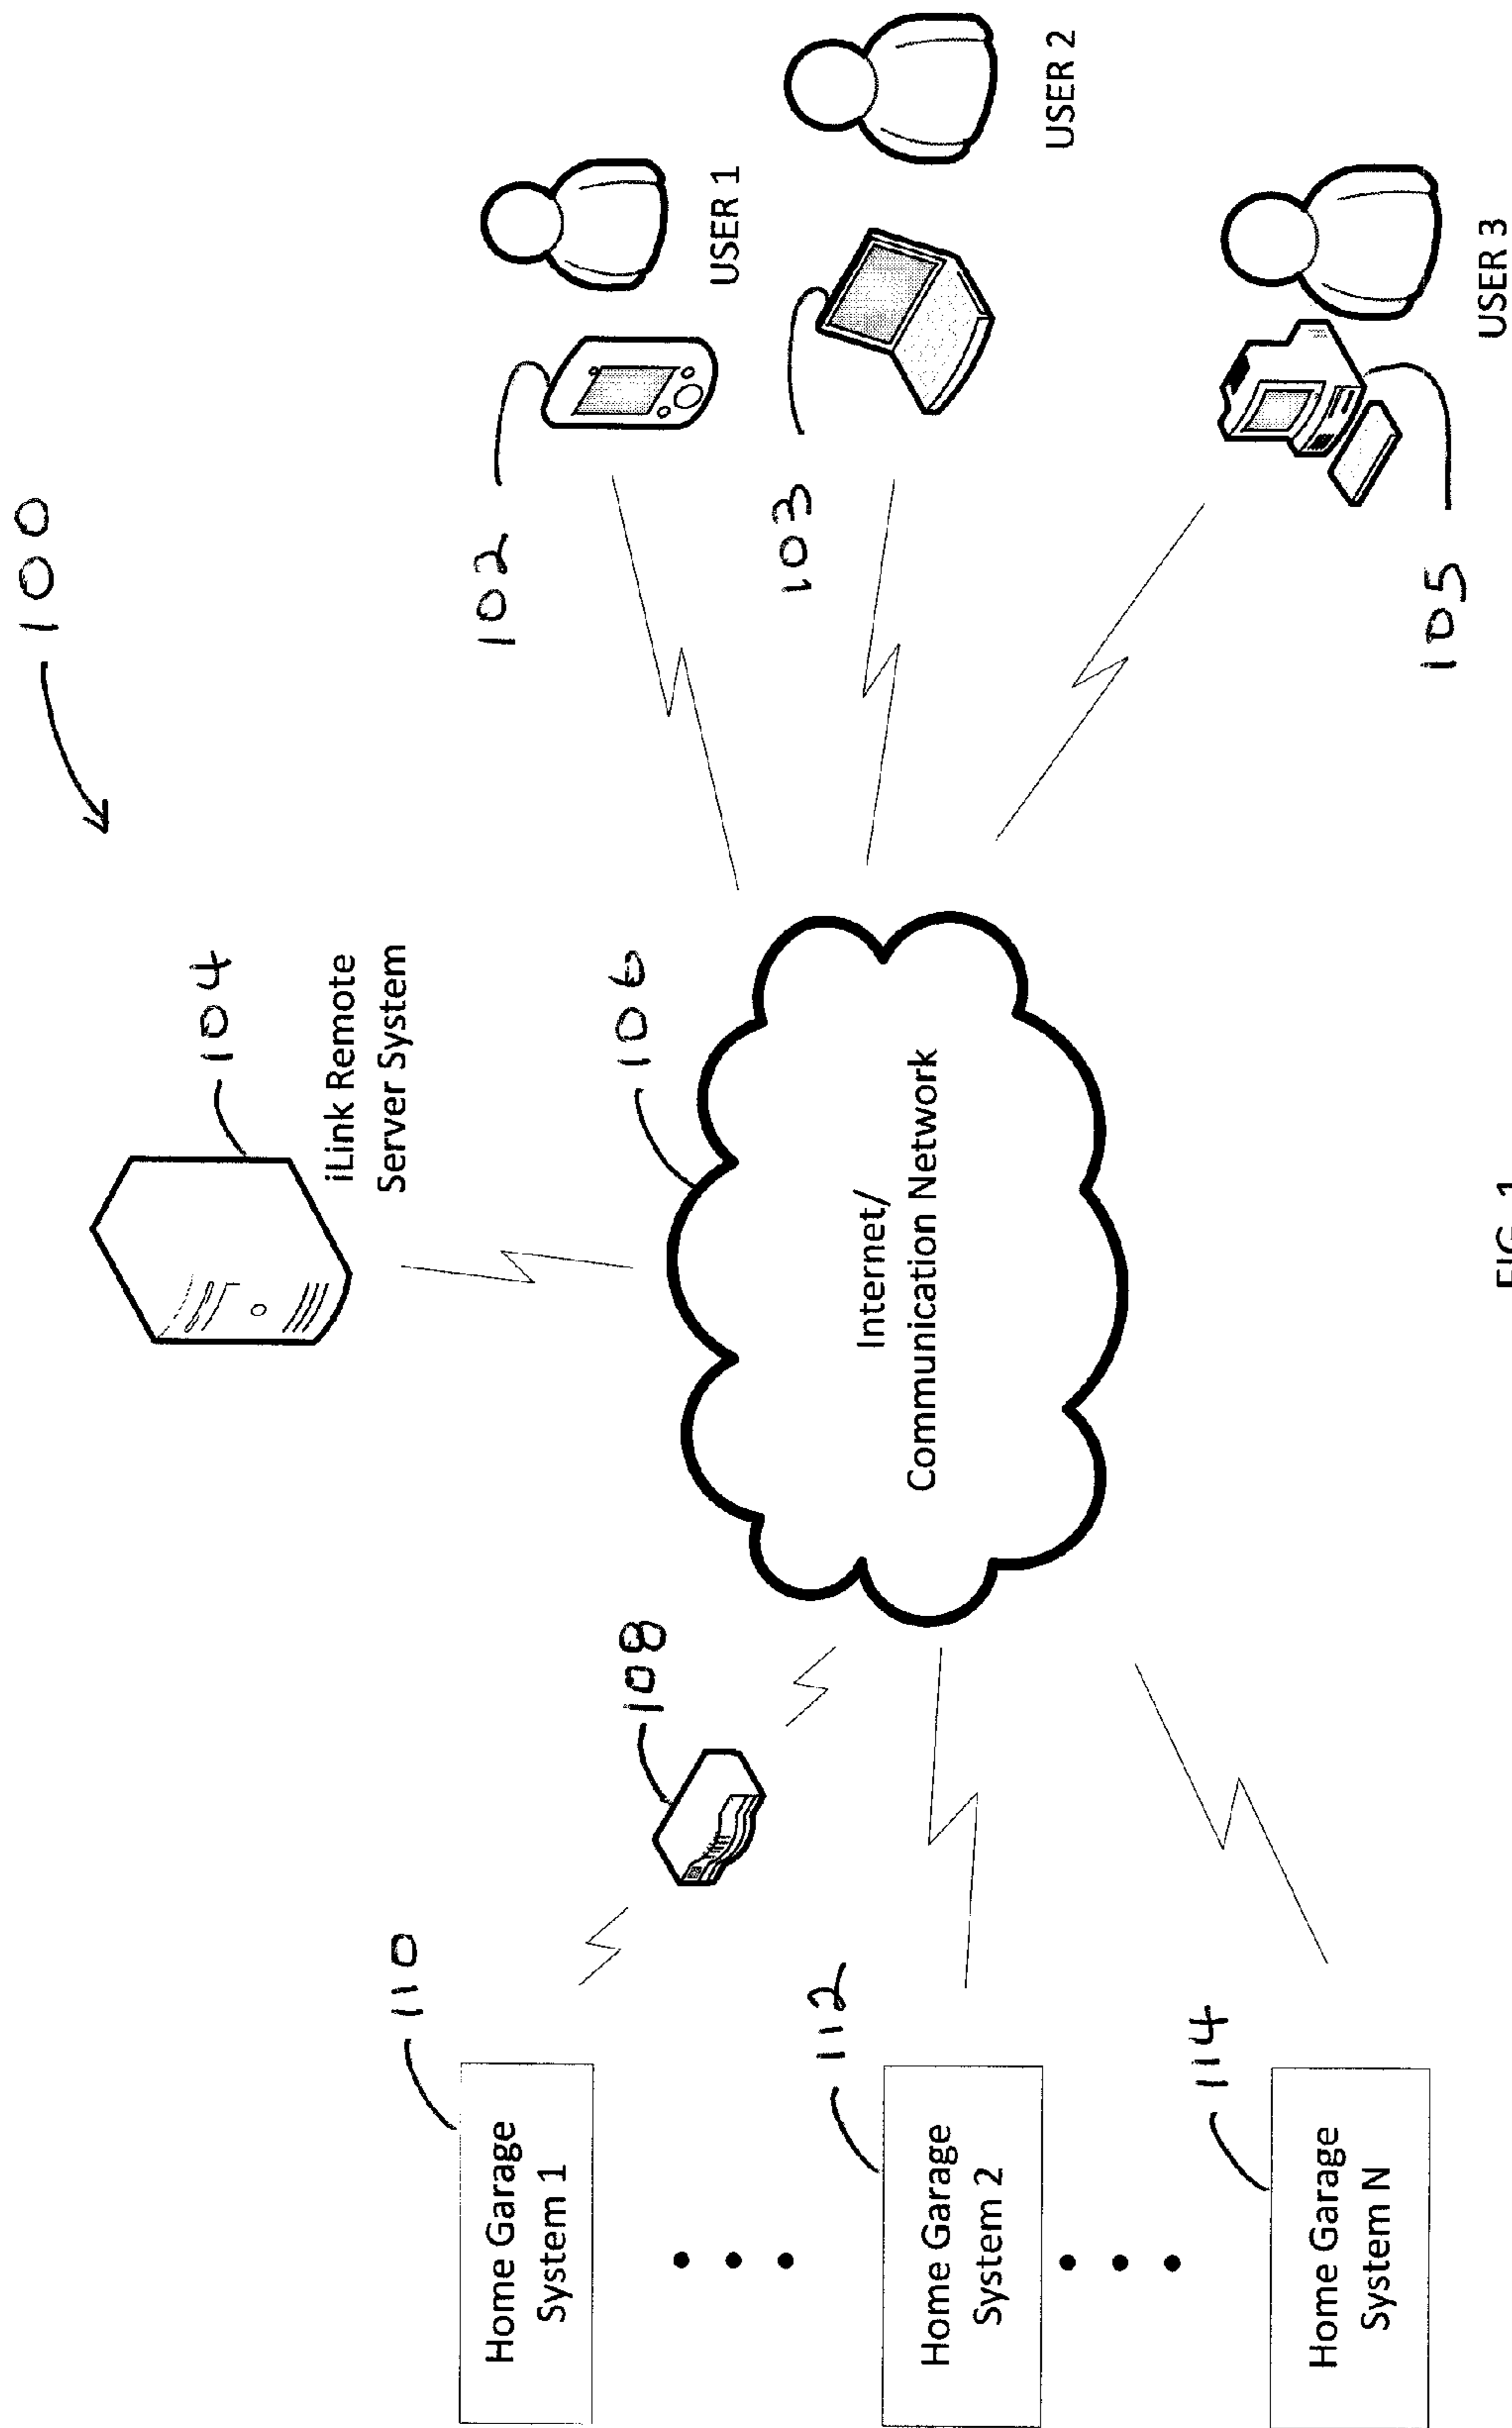 100
104
iLink Remote
Server System
102
USER 1
103
USER 2
105
USER 3
106
Internet/
Communication Network
108
110
Home Garage
System 1
112
Home Garage
System 2
114
Home Garage
System N
FIG. 1